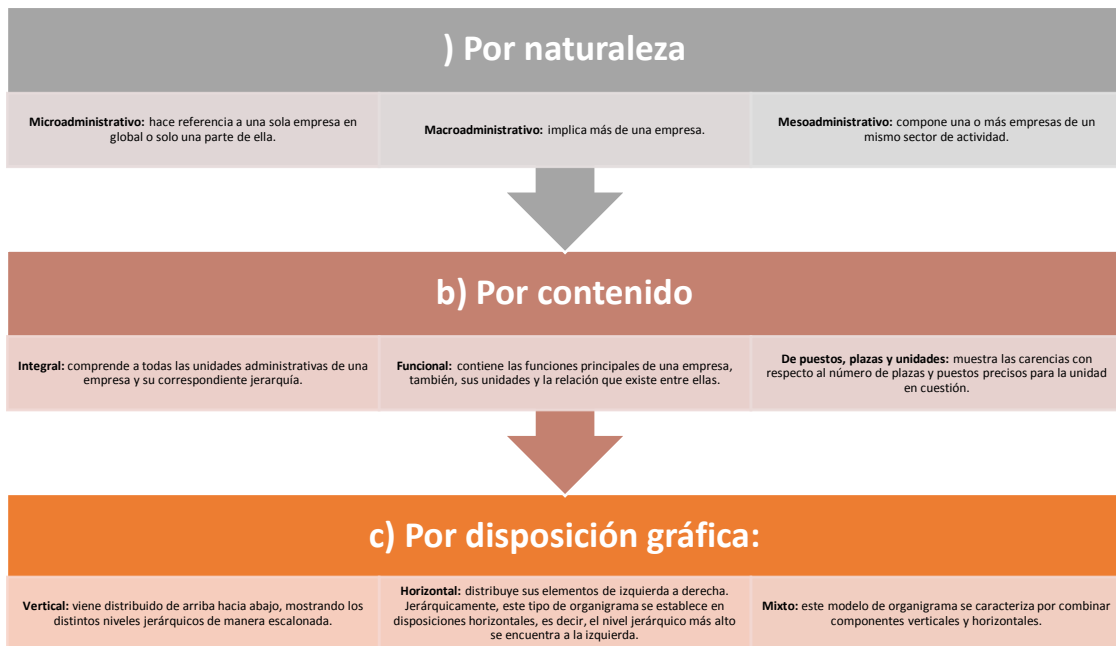 ) Por naturaleza
Microadministrativo: hace referencia a una sola empresa en
global o solo una parte de ella.
Macroadministrativo: implica más de una empresa.
Mesoadministrativo: compone una o más empresas de un
mismo sector de actividad.
b) Por contenido
Integral: comprende a todas las unidades administrativas de una
empresa y su correspondiente jerarquía.
Funcional: contiene las funciones principales de una empresa,
también, sus unidades y la relación que existe entre ellas.
De puestos, plazas y unidades: muestra las carencias con
respecto al número de plazas y puestos precisos para la unidad
en cuestión.
c) Por disposición gráfica:
Vertical: viene distribuido de arriba hacia abajo, mostrando los
distintos niveles jerárquicos de manera escalonada.
Horizontal: distribuye sus elementos de izquierda a derecha.
Jerárquicamente, este tipo de organigrama se establece en
disposiciones horizontales, es decir, el nivel jerárquico más alto
se encuentra a la izquierda.
Mixto: este modelo de organigrama se caracteriza por combinar
componentes verticales y horizontales.